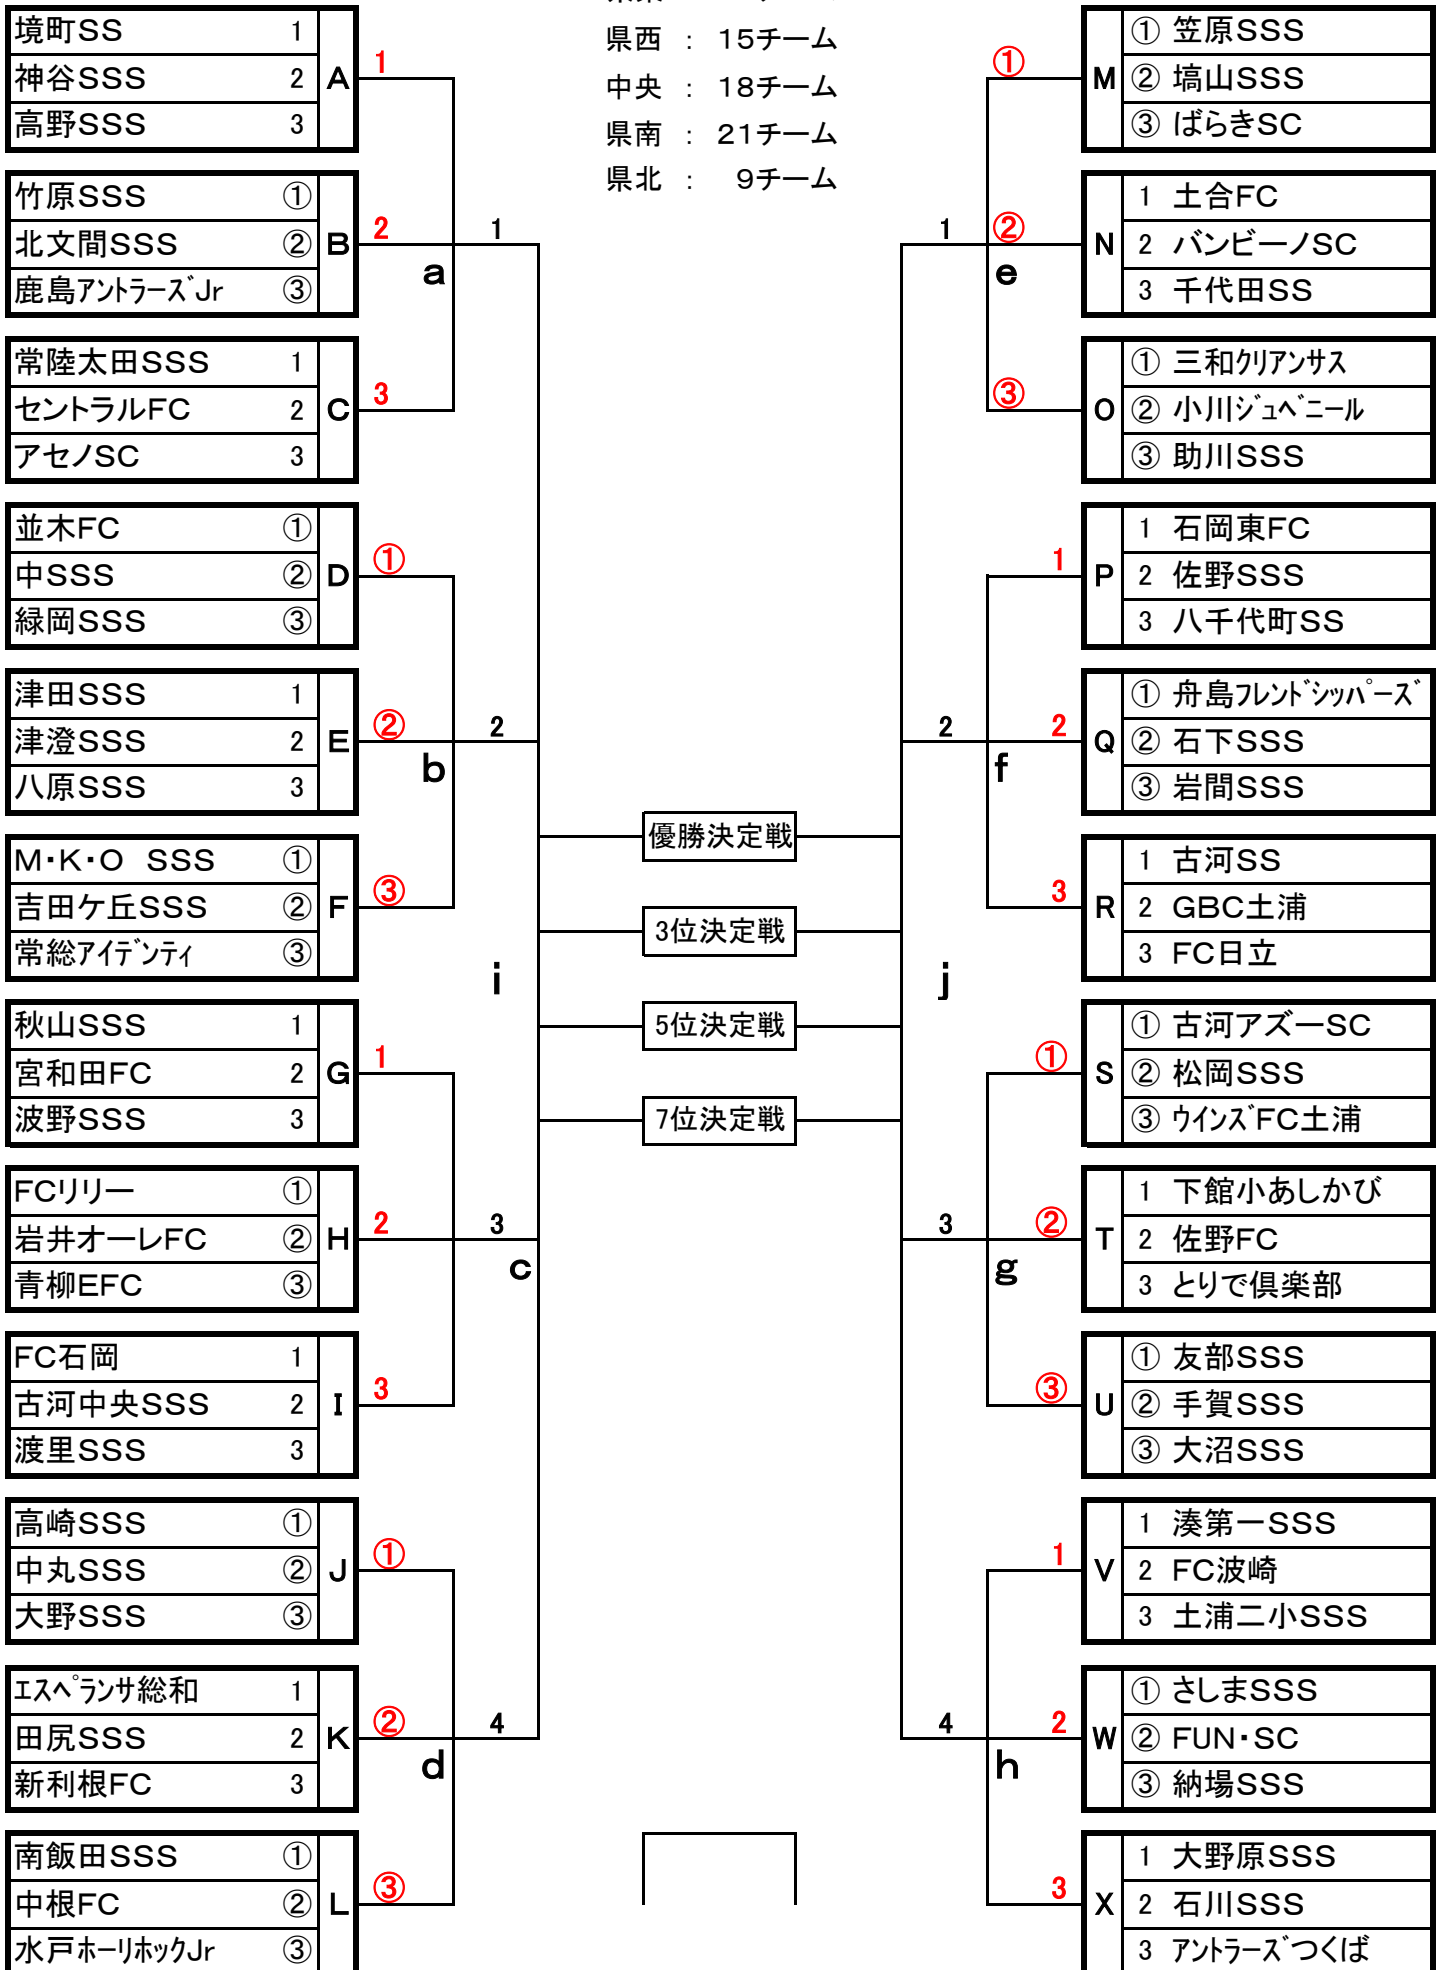 県西 : 15チーム
中央 : 18チーム
県南 : 21チーム
県北 : 9チーム
境町SS 1
神谷SSS 2
高野SSS 3
A
1
竹原SSS ①
北文間SSS ②
鹿島アントラーズJr ③
B
2
常陸太田SSS 1
セントラルFC 2
アセノSC 3
C
3
a
1
並木FC ①
中SSS ②
緑岡SSS ③
D
①
津田SSS 1
津澄SSS 2
八原SSS 3
E
②
M・K・O SSS ①
吉田ケ丘SSS ②
常総アイデンティ ③
F
③
b
2
秋山SSS 1
宮和田FC 2
波野SSS 3
G
1
FCリリー ①
岩井オーレFC ②
青柳EFC ③
H
2
FC石岡 1
古河中央SSS 2
渡里SSS 3
I
3
c
3
高崎SSS ①
中丸SSS ②
大野SSS ③
J
①
エスペランサ総和 1
田尻SSS 2
新利根FC 3
K
②
南飯田SSS ①
中根FC ②
水戸ホーリホックJr ③
L
③
d
4
i
優勝決定戦
3位決定戦
5位決定戦
7位決定戦
j
① 笠原SSS
② 塙山SSS
③ ばらきSC
M
①
1 土合FC
2 バンビーノSC
3 千代田SS
N
②
① 三和クリアンサス
② 小川ジュベニール
③ 助川SSS
O
③
e
1
1 石岡東FC
2 佐野SSS
3 八千代町SS
P
1
① 舟島フレンドシッパーズ
② 石下SSS
③ 岩間SSS
Q
2
1 古河SS
2 GBC土浦
3 FC日立
R
3
f
2
① 古河アズーSC
② 松岡SSS
③ ウインズFC土浦
S
①
1 下館小あしかび
2 佐野FC
3 とりで倶楽部
T
②
① 友部SSS
② 手賀SSS
③ 大沼SSS
U
③
g
3
1 湊第一SSS
2 FC波崎
3 土浦二小SSS
V
1
① さしまSSS
② FUN・SC
③ 納場SSS
W
2
1 大野原SSS
2 石川SSS
3 アントラーズつくば
X
3
h
4